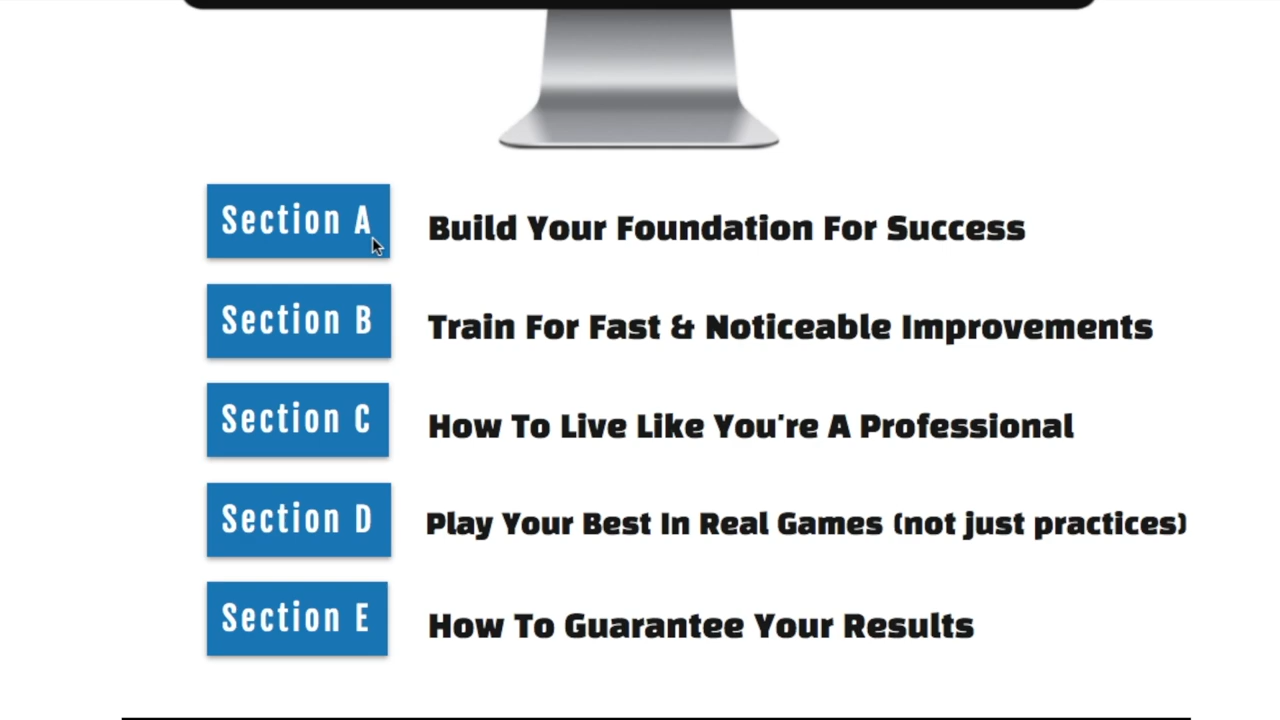 Section A Build Your Foundation For Success
Section B Train For Fast & Noticeable Improvements
Section C How To Live Like You're A Professional
Section D Play Your Best In Real Games (not just practices)
Section E How To Guarantee Your Results